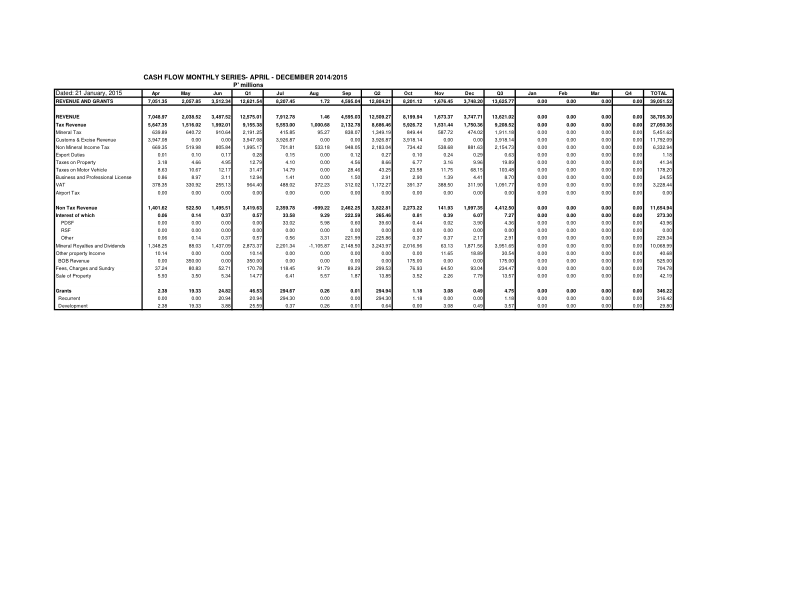 CASH FLOW MONTHLY SERIES- APRIL - DECEMBER 2014/2015
P' millions
Dated: 21 January, 2015 Apr May Jun Q1 Jul Aug Sep Q2 Oct Nov Dec Q3 Jan Feb Mar Q4 TOTAL
REVENUE AND GRANTS 7,051.35 2,057.85 3,512.34 12,621.54 8,207.45 1.72 4,595.04 12,804.21 8,201.12 1,676.45 3,748.20 13,625.77 0.00 0.00 0.00 0.00 39,051.52
REVENUE 7,048.97 2,038.52 3,487.52 12,575.01 7,912.78 1.46 4,595.03 12,509.27 8,199.94 1,673.37 3,747.71 13,621.02 0.00 0.00 0.00 0.00 38,705.30
Tax Revenue 5,647.35 1,516.02 1,992.01 9,155.38 5,553.00 1,000.68 2,132.78 8,686.46 5,926.72 1,531.44 1,750.36 9,208.52 0.00 0.00 0.00 0.00 27,050.36
Mineral Tax 639.89 640.72 910.64 2,191.25 415.85 95.27 838.07 1,349.19 849.44 587.72 474.02 1,911.18 0.00 0.00 0.00 0.00 5,451.62
Customs & Excise Revenue 3,947.08 0.00 0.00 3,947.08 3,926.87 0.00 0.00 3,926.87 3,918.14 0.00 0.00 3,918.14 0.00 0.00 0.00 0.00 11,792.09
Non Mineral Income Tax 669.35 519.98 805.84 1,995.17 701.81 533.18 948.05 2,183.04 734.42 538.68 881.63 2,154.73 0.00 0.00 0.00 0.00 6,332.94
Export Duties 0.01 0.10 0.17 0.28 0.15 0.00 0.12 0.27 0.10 0.24 0.29 0.63 0.00 0.00 0.00 0.00 1.18
Taxes on Property 3.18 4.66 4.95 12.79 4.10 0.00 4.56 8.66 6.77 3.16 9.96 19.89 0.00 0.00 0.00 0.00 41.34
Taxes on Motor Vehicle 8.63 10.67 12.17 31.47 14.79 0.00 28.46 43.25 23.58 11.75 68.15 103.48 0.00 0.00 0.00 0.00 178.20
Business and Professional License 0.86 8.97 3.11 12.94 1.41 0.00 1.50 2.91 2.90 1.39 4.41 8.70 0.00 0.00 0.00 0.00 24.55
VAT 378.35 330.92 255.13 964.40 488.02 372.23 312.02 1,172.27 391.37 388.50 311.90 1,091.77 0.00 0.00 0.00 0.00 3,228.44
Airport Tax 0.00 0.00 0.00 0.00 0.00 0.00 0.00 0.00 0.00 0.00 0.00 0.00 0.00 0.00 0.00 0.00 0.00
Non Tax Revenue 1,401.62 522.50 1,495.51 3,419.63 2,359.78 -999.22 2,462.25 3,822.81 2,273.22 141.93 1,997.35 4,412.50 0.00 0.00 0.00 0.00 11,654.94
Interest of which 0.06 0.14 0.37 0.57 33.58 9.29 222.59 265.46 0.81 0.39 6.07 7.27 0.00 0.00 0.00 0.00 273.30
PDSF 0.00 0.00 0.00 0.00 33.02 5.98 0.60 39.60 0.44 0.02 3.90 4.36 0.00 0.00 0.00 0.00 43.96
RSF 0.00 0.00 0.00 0.00 0.00 0.00 0.00 0.00 0.00 0.00 0.00 0.00 0.00 0.00 0.00 0.00 0.00
Other 0.06 0.14 0.37 0.57 0.56 3.31 221.99 225.86 0.37 0.37 2.17 2.91 0.00 0.00 0.00 0.00 229.34
Mineral Royalties and Dividends 1,348.25 88.03 1,437.09 2,873.37 2,201.34 -1,105.87 2,148.50 3,243.97 2,016.96 63.13 1,871.56 3,951.65 0.00 0.00 0.00 0.00 10,068.99
Other property Income 10.14 0.00 0.00 10.14 0.00 0.00 0.00 0.00 0.00 11.65 18.89 30.54 0.00 0.00 0.00 0.00 40.68
BOB Revenue 0.00 350.00 0.00 350.00 0.00 0.00 0.00 0.00 175.00 0.00 0.00 175.00 0.00 0.00 0.00 0.00 525.00
Fees, Charges and Sundry 37.24 80.83 52.71 170.78 118.45 91.79 89.29 299.53 76.93 64.50 93.04 234.47 0.00 0.00 0.00 0.00 704.78
Sale of Property 5.93 3.50 5.34 14.77 6.41 5.57 1.87 13.85 3.52 2.26 7.79 13.57 0.00 0.00 0.00 0.00 42.19
Grants 2.38 19.33 24.82 46.53 294.67 0.26 0.01 294.94 1.18 3.08 0.49 4.75 0.00 0.00 0.00 0.00 346.22
Recurrent 0.00 0.00 20.94 20.94 294.30 0.00 0.00 294.30 1.18 0.00 0.00 1.18 0.00 0.00 0.00 0.00 316.42
Development 2.38 19.33 3.88 25.59 0.37 0.26 0.01 0.64 0.00 3.08 0.49 3.57 0.00 0.00 0.00 0.00 29.80